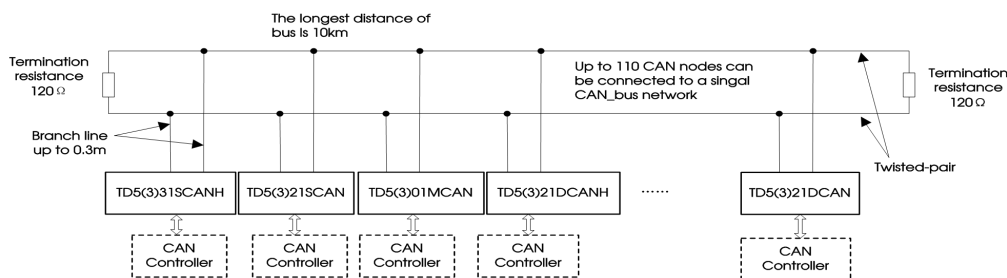 The longest distance of
bus is 10km
Termination
resistance
120Ω
Up to 110 CAN nodes can
be connected to a singal
CAN_bus network
Termination
resistance
120Ω
Branch line
up to 0.3m
Twisted-pair
TD5(3)31SCANH
TD5(3)21SCAN
TD5(3)01MCAN
TD5(3)21DCANH
......
TD5(3)21DCAN
CAN
Controller
CAN
Controller
CAN
Controller
CAN
Controller
CAN
Controller